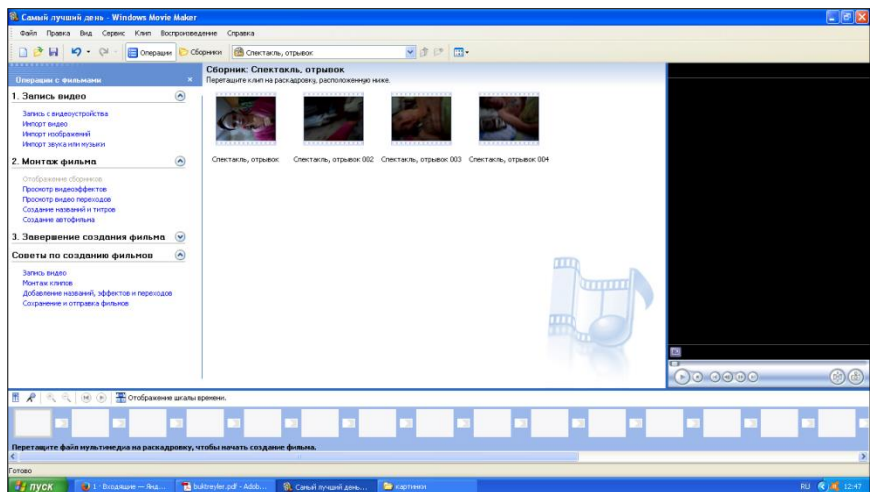 Самый лучший день - Windows Movie Maker
Файл Правка Вид Сервис Клип Воспроизведение Справка
Операции Сборники Спектакль, отрывок
Операции с фильмами
Сборник: Спектакль, отрывок
Перетащите клип на раскадровку, расположенную ниже.
1. Запись видео
Запись с видеоустройства
Импорт видео
Импорт изображений
Импорт звука или музыки
2. Монтаж фильма
Отображение сборников
Просмотр видеоэффектов
Просмотр видео переходов
Создание названий и титров
Создание автофильма
3. Завершение создания фильма
Советы по созданию фильмов
Запись видео
Монтаж клипов
Добавление названий, эффектов и переходов
Сохранение и отправка фильмов
Спектакль, отрывок
Спектакль, отрывок 002
Спектакль, отрывок 003
Спектакль, отрывок 004
Отображение шкалы времени.
Перетащите файл мультимедиа на раскадровку, чтобы начать создание фильма.
Готово
пуск 1 · Входящие — Янд... buktreyler.pdf - Adob... Самый лучший день... картинки RU 12:47